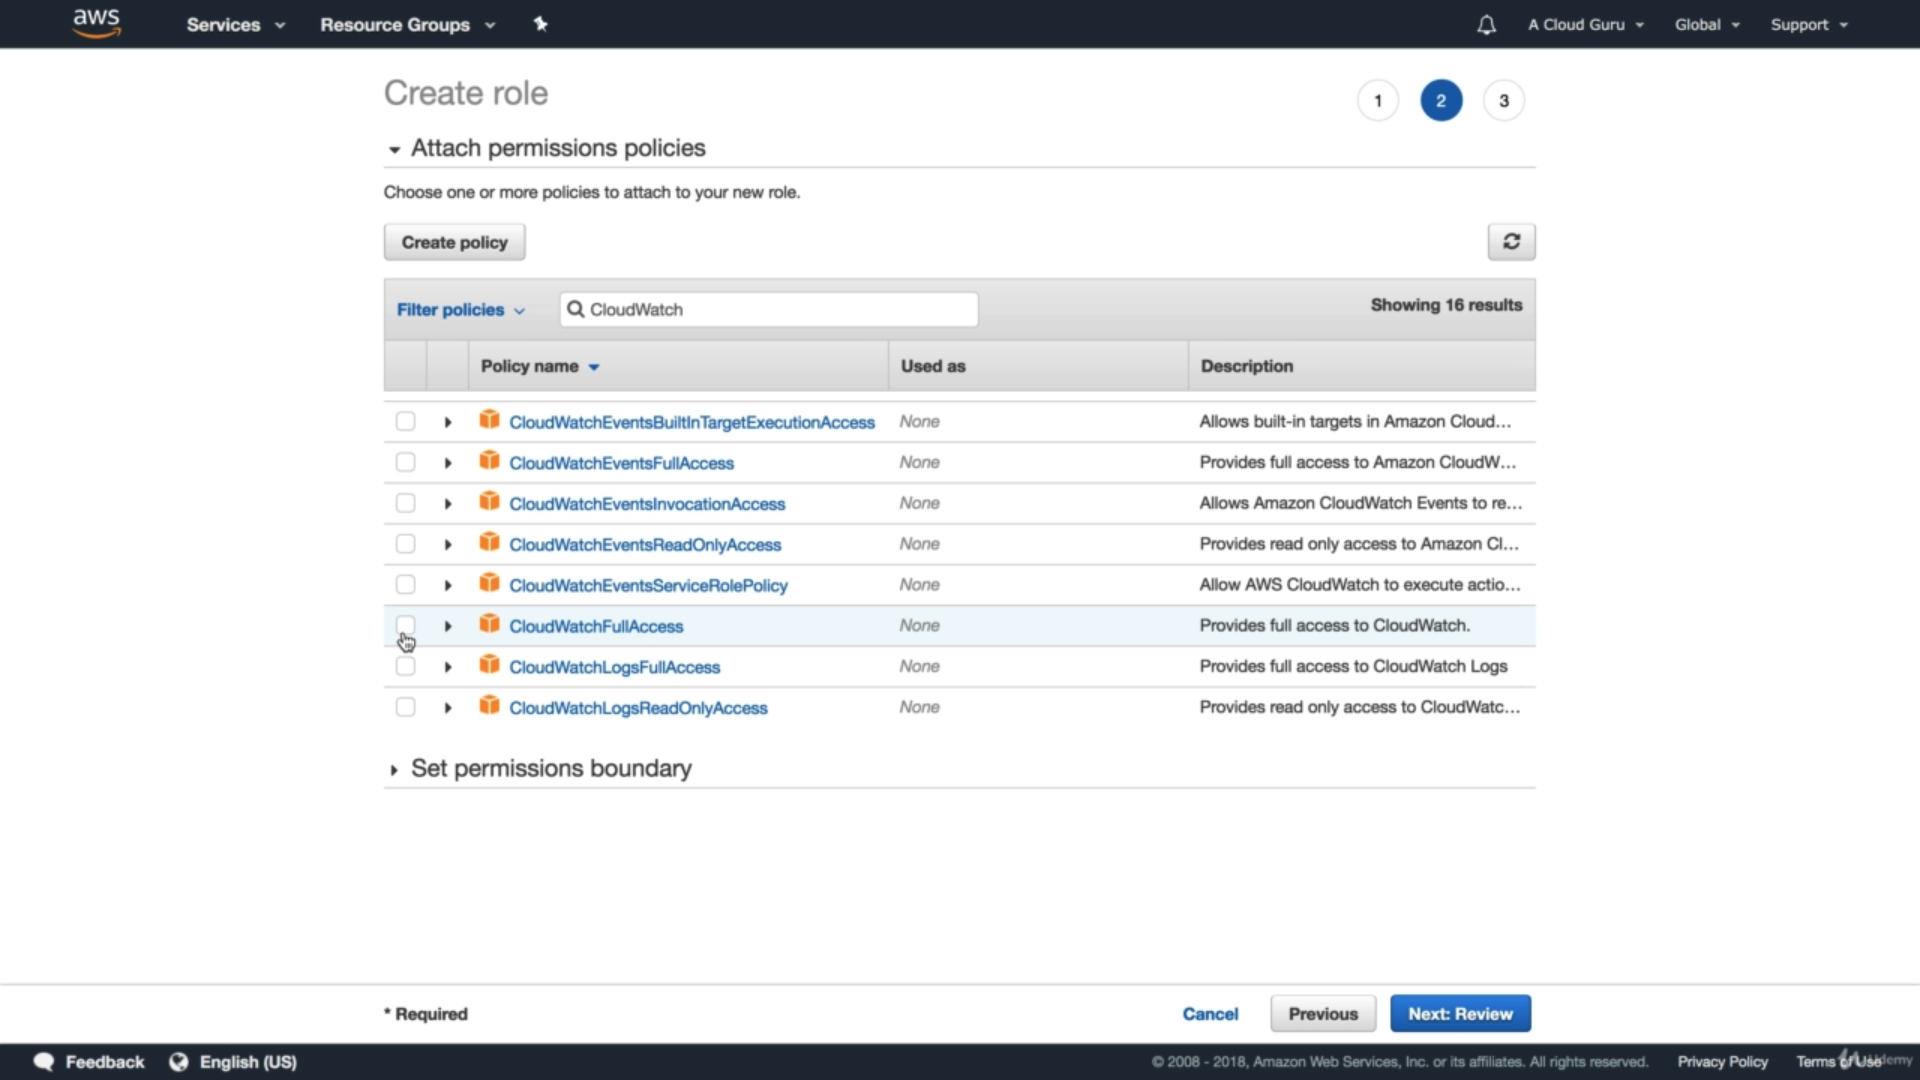 aws Services Resource Groups A Cloud Guru Global Support
Create role 1 2 3
Attach permissions policies
Choose one or more policies to attach to your new role.
Create policy
Filter policies CloudWatch Showing 16 results
Policy name Used as Description
CloudWatchEventsBuiltInTargetExecutionAccess None Allows built-in targets in Amazon Cloud...
CloudWatchEventsFullAccess None Provides full access to Amazon CloudW...
CloudWatchEventsInvocationAccess None Allows Amazon CloudWatch Events to re...
CloudWatchEventsReadOnlyAccess None Provides read only access to Amazon Cl...
CloudWatchEventsServiceRolePolicy None Allow AWS CloudWatch to execute actio...
CloudWatchFullAccess None Provides full access to CloudWatch.
CloudWatchLogsFullAccess None Provides full access to CloudWatch Logs
CloudWatchLogsReadOnlyAccess None Provides read only access to CloudWatc...
Set permissions boundary
* Required Cancel Previous Next: Review
Feedback English (US) © 2008 - 2018, Amazon Web Services, Inc. or its affiliates. All rights reserved. Privacy Policy Terms of Use Udemy